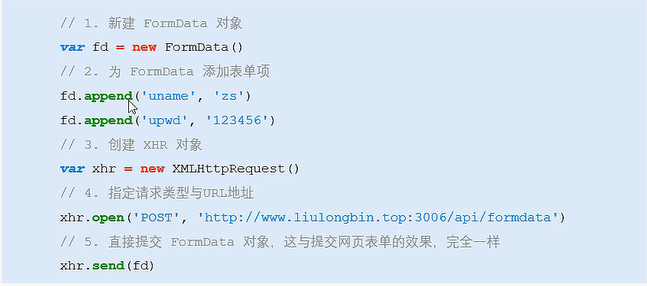 // 1. 新建 FormData 对象
var fd = new FormData()
// 2. 为 FormData 添加表单项
fd.append('uname', 'zs')
fd.append('upwd', '123456')
// 3. 创建 XHR 对象
var xhr = new XMLHttpRequest()
// 4. 指定请求类型与URL地址
xhr.open('POST', 'http://www.liulongbin.top:3006/api/formdata')
// 5. 直接提交 FormData 对象，这与提交网页表单的效果，完全一样
xhr.send(fd)